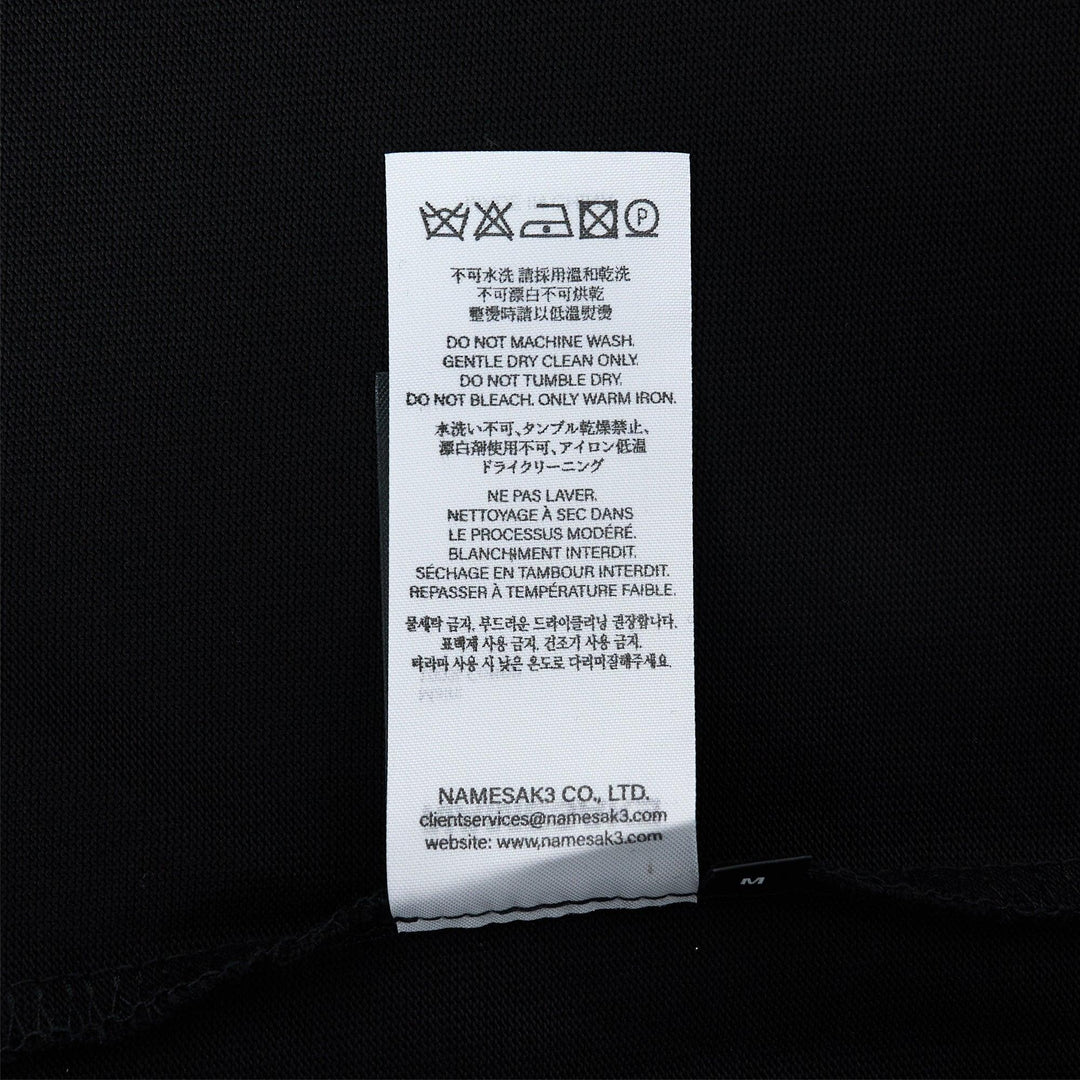 P
不可水洗 請採用溫和乾洗
不可漂白不可烘乾
整燙時請以低溫熨燙
DO NOT MACHINE WASH.
GENTLE DRY CLEAN ONLY.
DO NOT TUMBLE DRY.
DO NOT BLEACH. ONLY WARM IRON.
水洗い不可、タンブル乾燥禁止、
漂白剤使用不可、アイロン低温
ドライクリーニング
NE PAS LAVER.
NETTOYAGE À SEC DANS
LE PROCESSUS MODÉRÉ.
BLANCHIMENT INTERDIT.
SÉCHAGE EN TAMBOUR INTERDIT.
REPASSER À TEMPÉRATURE FAIBLE.
물세탁 금지. 부드러운 드라이클리닝 권장합니다.
표백제 사용 금지. 건조기 사용 금지.
다리미 사용 시 낮은 온도로 다리미질해주세요.
NAMESAK3 CO., LTD.
clientservices@namesak3.com
website: www.namesak3.com
M